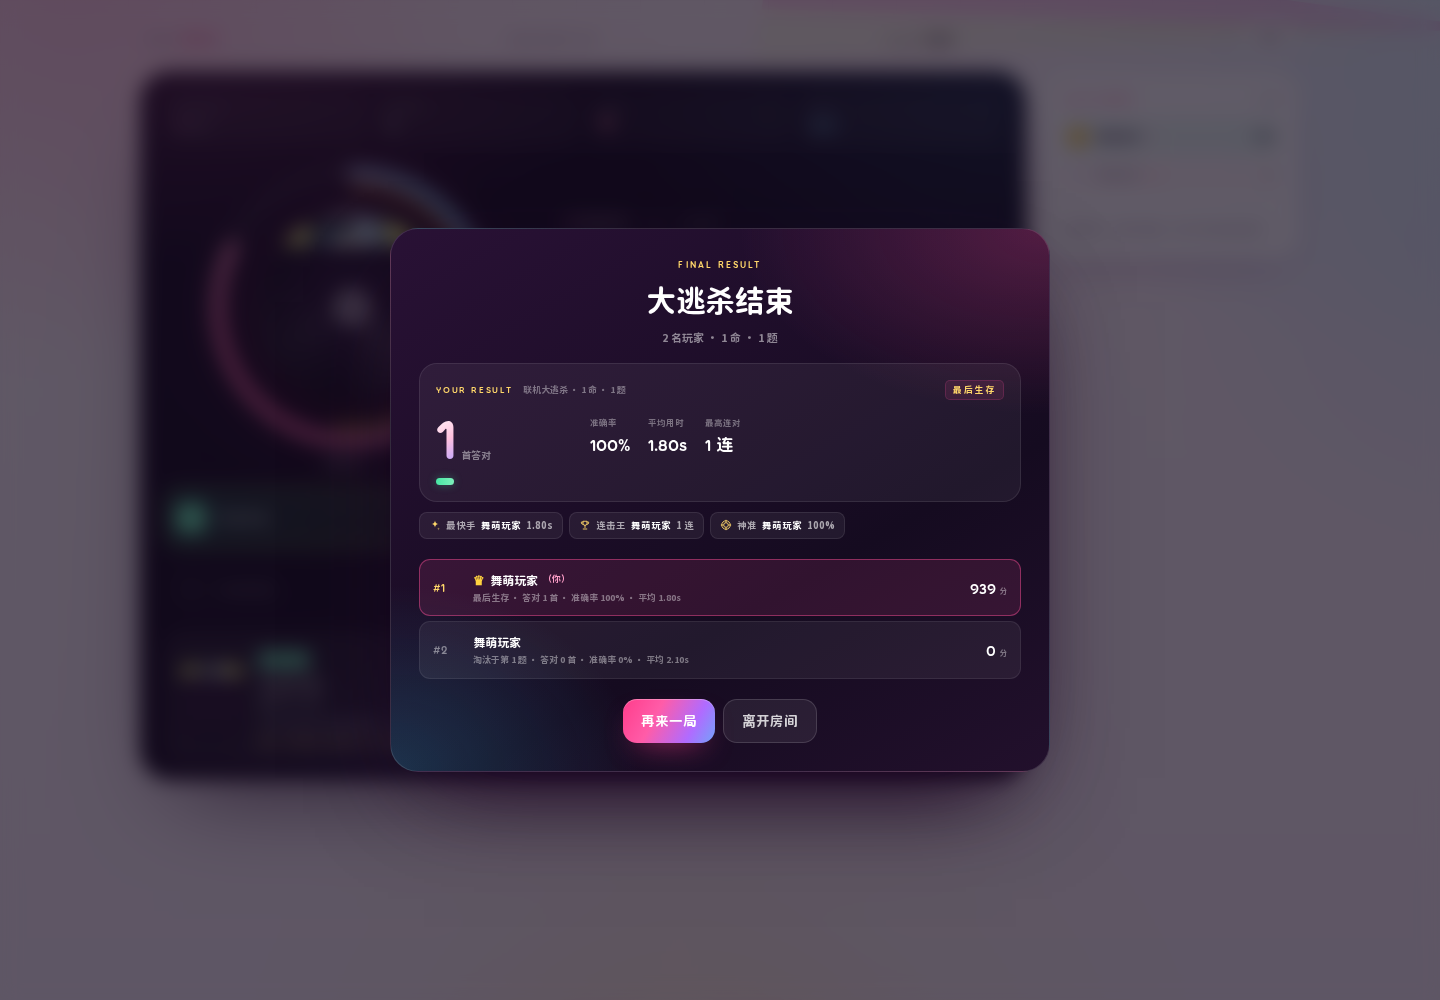 FINAL RESULT
大逃杀结束
2 名玩家 · 1 命 · 1 题
YOUR RESULT 联机大逃杀 · 1 命 · 1 题 最后生存
准确率 平均用时 最高连对
1 首答对 100% 1.80s 1 连
最快手 舞萌玩家 1.80s 连击王 舞萌玩家 1 连 神准 舞萌玩家 100%
#1 舞萌玩家 (你) 939 分
最后生存 · 答对 1 首 · 准确率 100% · 平均 1.80s
#2 舞萌玩家 0 分
淘汰于第 1 题 · 答对 0 首 · 准确率 0% · 平均 2.10s
再来一局 离开房间